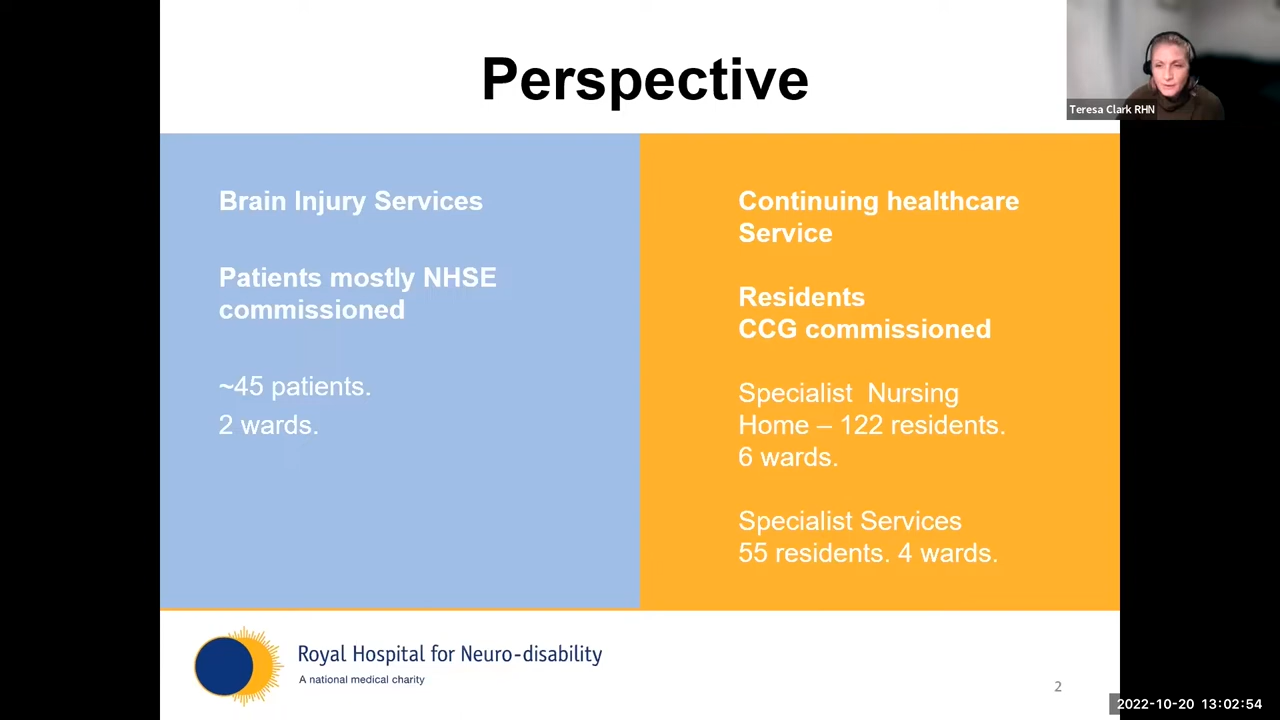 Perspective
Teresa Clark RHN
Brain Injury Services
Patients mostly NHSE
commissioned
~45 patients.
2 wards.
Continuing healthcare
Service
Residents
CCG commissioned
Specialist  Nursing
Home – 122 residents.
6 wards.
Specialist Services
55 residents. 4 wards.
Royal Hospital for Neuro-disability
A national medical charity
2
2022-10-20 13:02:54